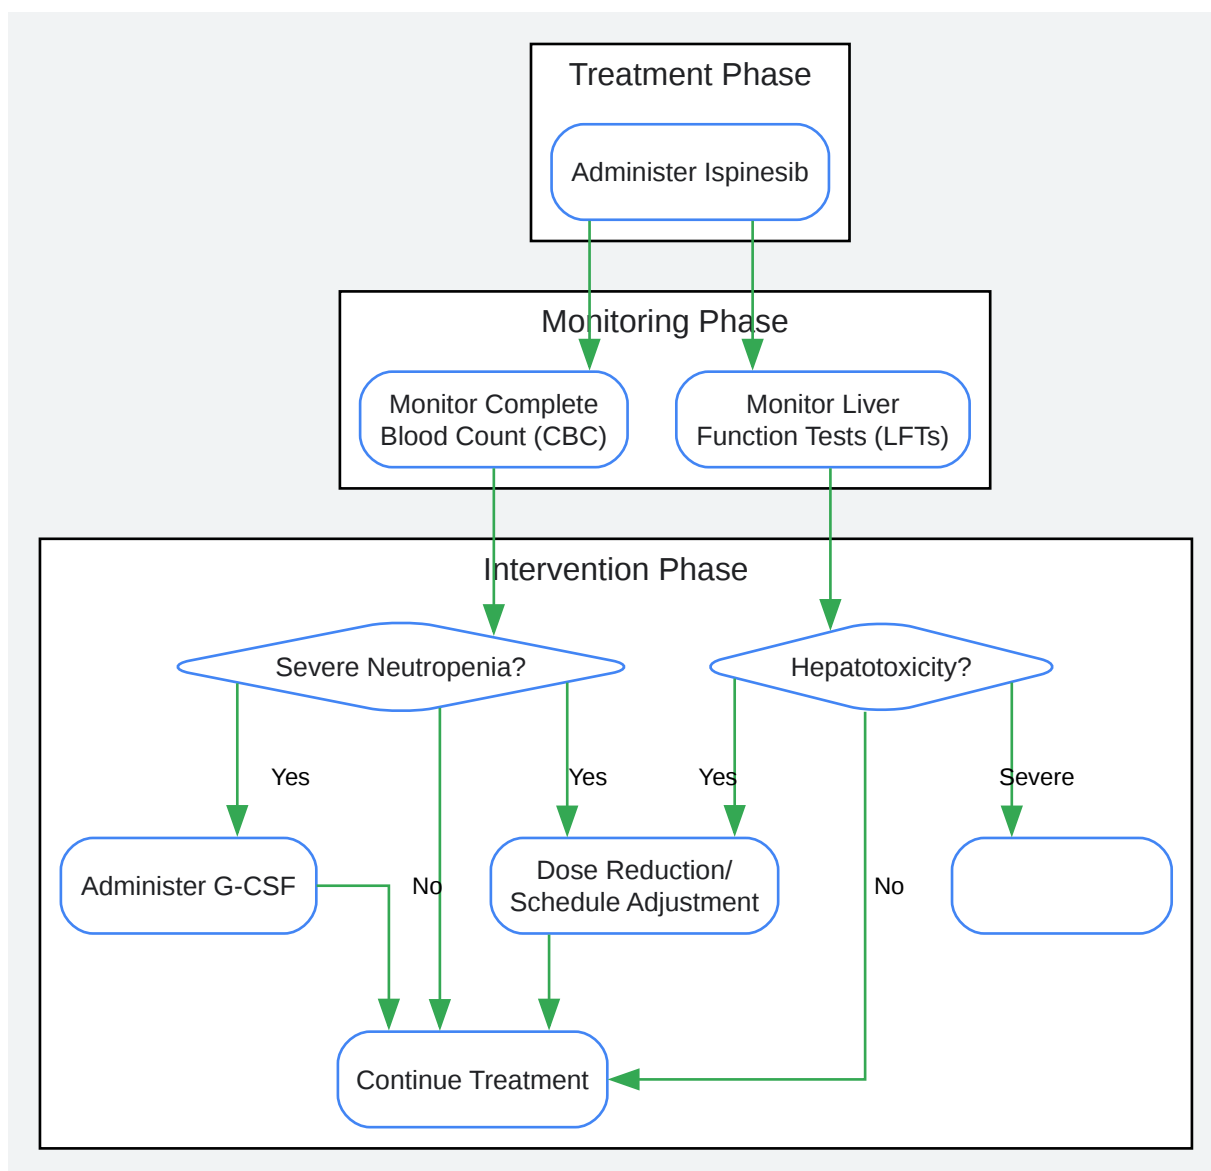 Treatment Phase
Administer Ispinesib
Monitoring Phase
Monitor Complete
Blood Count (CBC)
Monitor Liver
Function Tests (LFTs)
Intervention Phase
Severe Neutropenia?
Hepatotoxicity?
Yes
Yes
Yes
Severe
Administer G-CSF
No
Dose Reduction/
Schedule Adjustment
No
Continue Treatment